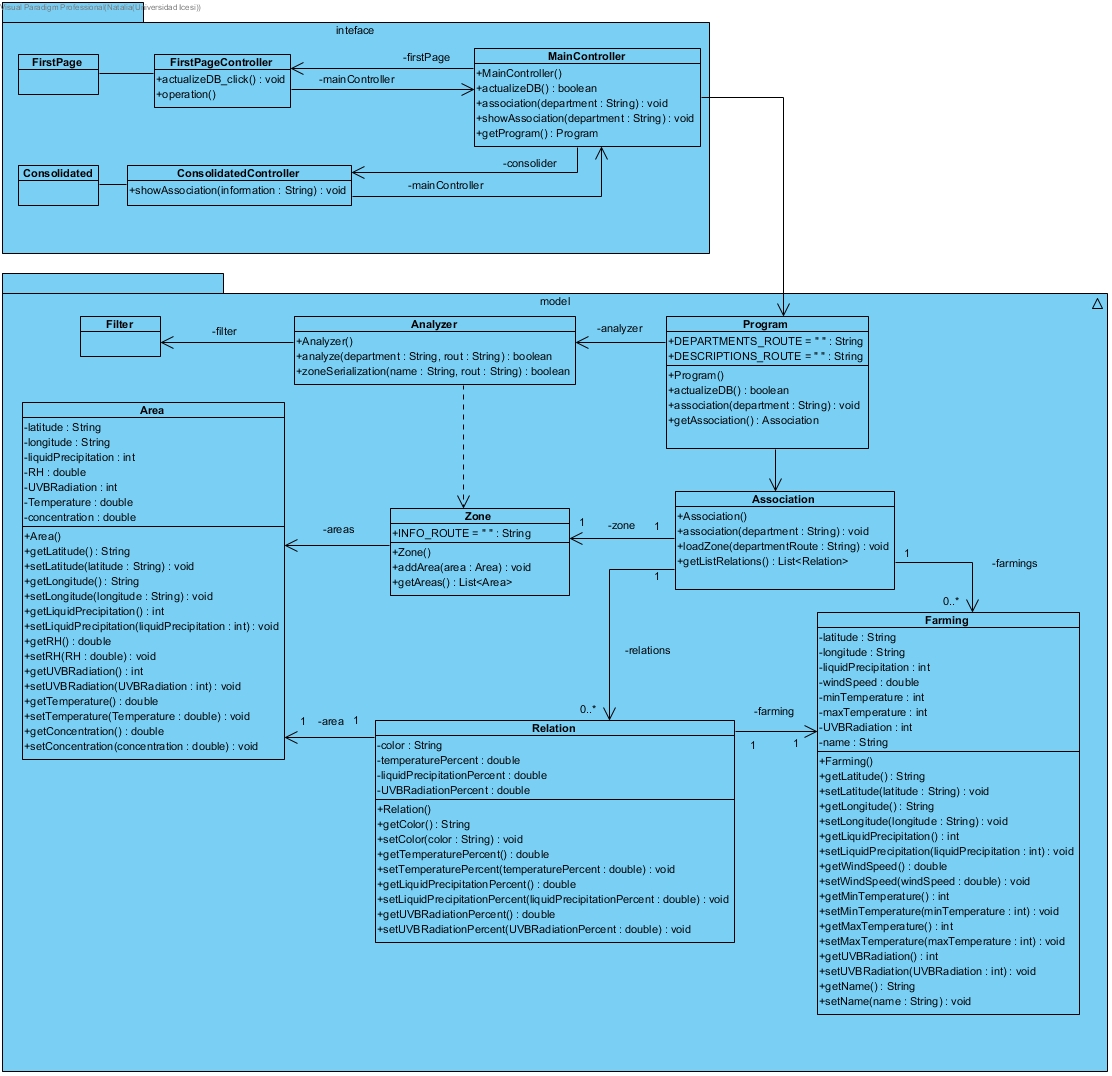 Visual Paradigm Professional(Natalia(Universidad Icesi))
inteface
FirstPage
FirstPageController
+actualizeDB_click() : void
+operation()
-firstPage
-mainController
MainController
+MainController()
+actualizeDB() : boolean
+association(department : String) : void
+showAssociation(department : String) : void
+getProgram() : Program
Consolidated
ConsolidatedController
+showAssociation(information : String) : void
-consolider
-mainController
model
Filter
-filter
Analyzer
+Analyzer()
+analyze(department : String, rout : String) : boolean
+zoneSerialization(name : String, rout : String) : boolean
-analyzer
Program
+DEPARTMENTS_ROUTE = " " : String
+DESCRIPTIONS_ROUTE = " " : String
+Program()
+actualizeDB() : boolean
+association(department : String) : void
+getAssociation() : Association
Area
-latitude : String
-longitude : String
-liquidPrecipitation : int
-RH : double
-UVBRadiation : int
-Temperature : double
-concentration : double
+Area()
+getLatitude() : String
+setLatitude(latitude : String) : void
+getLongitude() : String
+setLongitude(longitude : String) : void
+getLiquidPrecipitation() : int
+setLiquidPrecipitation(liquidPrecipitation : int) : void
+getRH() : double
+setRH(RH : double) : void
+getUVBRadiation() : int
+setUVBRadiation(UVBRadiation : int) : void
+getTemperature() : double
+setTemperature(Temperature : double) : void
+getConcentration() : double
+setConcentration(concentration : double) : void
-areas
Zone
+INFO_ROUTE = " " : String
+Zone()
+addArea(area : Area) : void
+getAreas() : List<Area>
1
-zone
1
Association
+Association()
+association(department : String) : void
+loadZone(departmentRoute : String) : void
+getListRelations() : List<Relation>
1
1
-farmings
0..*
-relations
0..*
Farming
-latitude : String
-longitude : String
-liquidPrecipitation : int
-windSpeed : double
-minTemperature : int
-maxTemperature : int
-UVBRadiation : int
-name : String
+Farming()
+getLatitude() : String
+setLatitude(latitude : String) : void
+getLongitude() : String
+setLongitude(longitude : String) : void
+getLiquidPrecipitation() : int
+setLiquidPrecipitation(liquidPrecipitation : int) : void
+getWindSpeed() : double
+setWindSpeed(windSpeed : double) : void
+getMinTemperature() : int
+setMinTemperature(minTemperature : int) : void
+getMaxTemperature() : int
+setMaxTemperature(maxTemperature : int) : void
+getUVBRadiation() : int
+setUVBRadiation(UVBRadiation : int) : void
+getName() : String
+setName(name : String) : void
1
-area
1
Relation
-color : String
-temperaturePercent : double
-liquidPrecipitationPercent : double
-UVBRadiationPercent : double
+Relation()
+getColor() : String
+setColor(color : String) : void
+getTemperaturePercent() : double
+setTemperaturePercent(temperaturePercent : double) : void
+getLiquidPrecipitationPercent() : double
+setLiquidPrecipitationPercent(liquidPrecipitationPercent : double) : void
+getUVBRadiationPercent() : double
+setUVBRadiationPercent(UVBRadiationPercent : double) : void
-farming
1
1